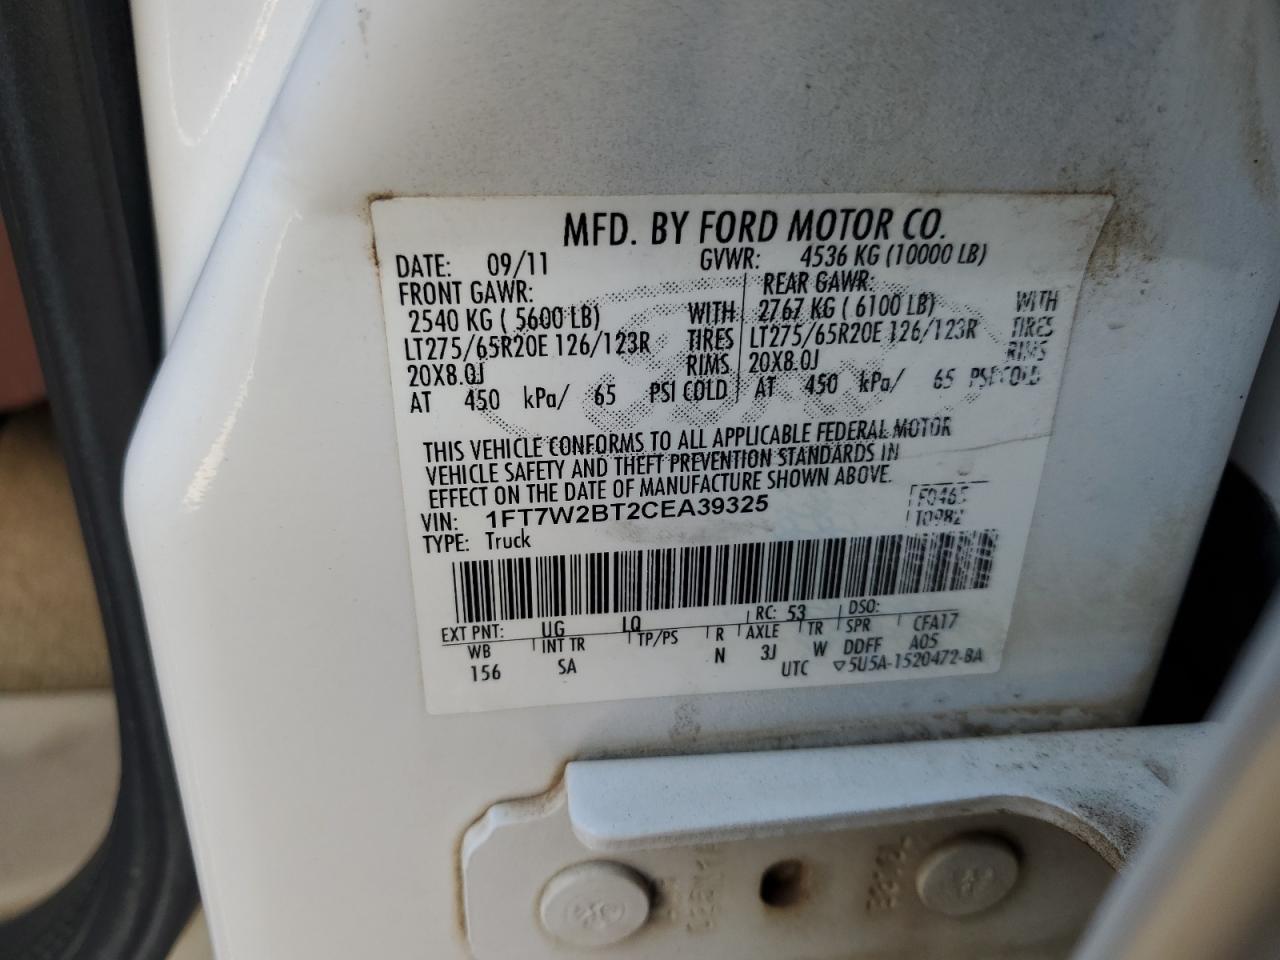 MFD. BY FORD MOTOR CO.
DATE: 09/11 GVWR: 4536 KG (10000 LB)
FRONT GAWR: REAR GAWR:
2540 KG ( 5600 LB) WITH 2767 KG ( 6100 LB) WITH
LT275/65R20E 126/123R TIRES LT275/65R20E 126/123R TIRES
20X8.0J RIMS 20X8.0J RIMS
AT 450 kPa/ 65 PSI COLD AT 450 kPa/ 65 PSI COLD
THIS VEHICLE CONFORMS TO ALL APPLICABLE FEDERAL MOTOR
VEHICLE SAFETY AND THEFT PREVENTION STANDARDS IN
EFFECT ON THE DATE OF MANUFACTURE SHOWN ABOVE.
VIN: 1FT7W2BT2CEA39325
TYPE: Truck T0982
EXT PNT: UG LQ RC: 53 DSO:
WB INT TR TP/PS R AXLE TR SPR CFA17
156 SA N 3J W DDFF A05
UTC ▽5U5A-1520472-BA